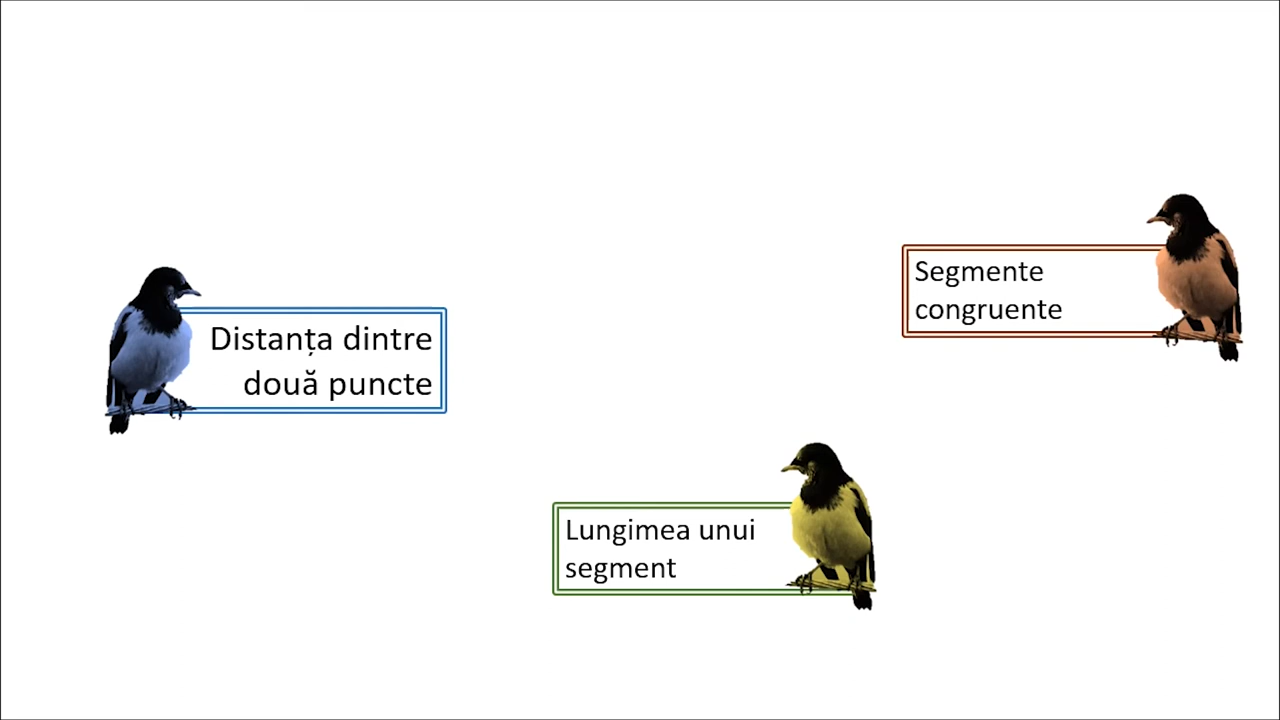 Distanța dintre
două puncte
Lungimea unui
segment
Segmente
congruente